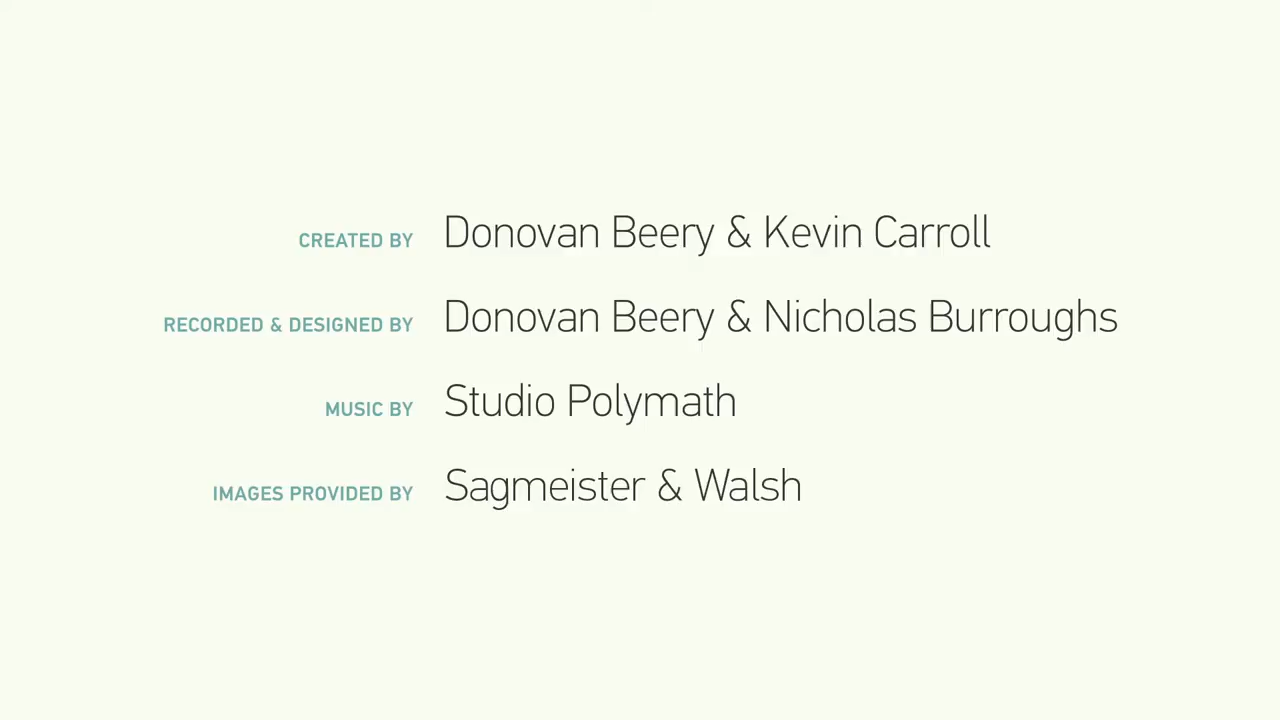 CREATED BY Donovan Beery & Kevin Carroll
RECORDED & DESIGNED BY Donovan Beery & Nicholas Burroughs
MUSIC BY Studio Polymath
IMAGES PROVIDED BY Sagmeister & Walsh